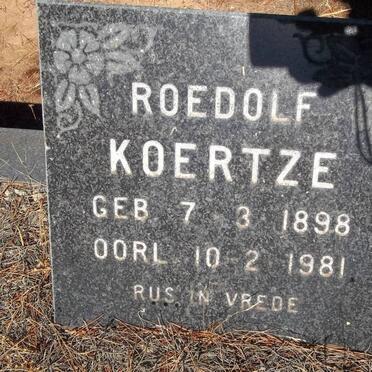 ROEDOLF
KOERTZE
GEB 7 3 1898
OORL 10-2 1981
RUS IN VREDE